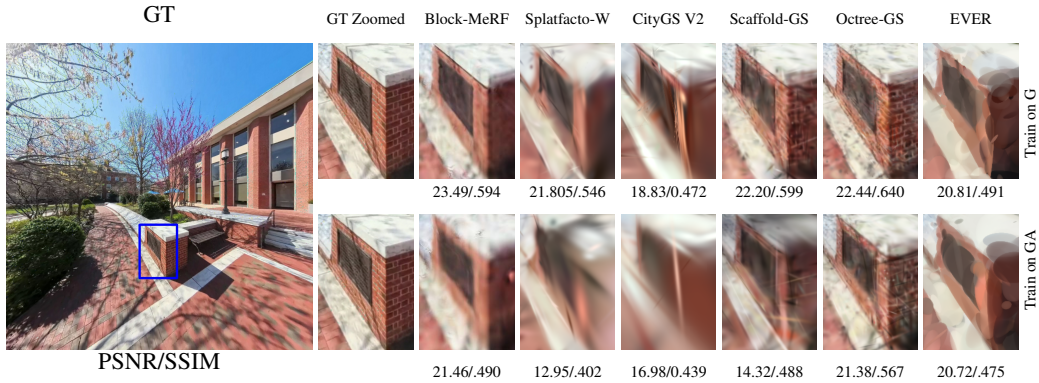 GT
GT Zoomed Block-MeRF Splatfacto-W CityGS V2 Scaffold-GS Octree-GS EVER
Train on G
23.49/.594 21.805/.546 18.83/0.472 22.20/.599 22.44/.640 20.81/.491
Train on GA
PSNR/SSIM
21.46/.490 12.95/.402 16.98/0.439 14.32/.488 21.38/.567 20.72/.475